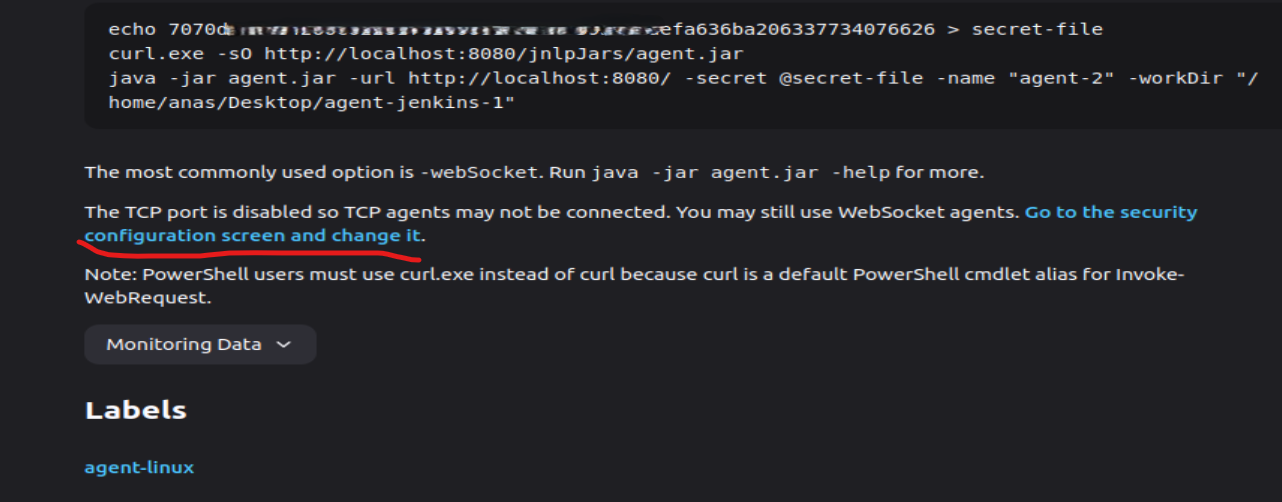 echo 7070d efa636ba206337734076626 > secret-file
curl.exe -sO http://localhost:8080/jnlpJars/agent.jar
java -jar agent.jar -url http://localhost:8080/ -secret @secret-file -name "agent-2" -workDir "/
home/anas/Desktop/agent-jenkins-1"
The most commonly used option is -webSocket. Run java -jar agent.jar -help for more.
The TCP port is disabled so TCP agents may not be connected. You may still use WebSocket agents. Go to the security
configuration screen and change it.
Note: PowerShell users must use curl.exe instead of curl because curl is a default PowerShell cmdlet alias for Invoke-
WebRequest.
Monitoring Data
Labels
agent-linux